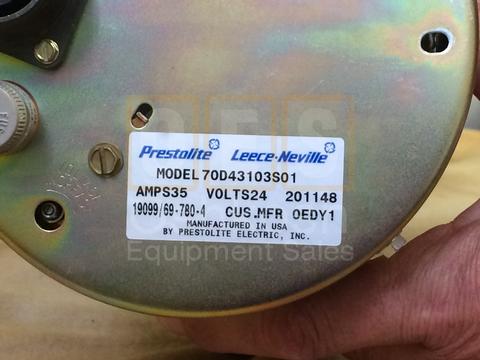 Prestolite Leece-Neville
MODEL 70D43103S01
AMPS35 VOLTS24 201148
19099/69-780-4 CUS.MFR OEDY1
MANUFACTURED IN USA
BY PRESTOLITE ELECTRIC, INC.
Equipment Sales